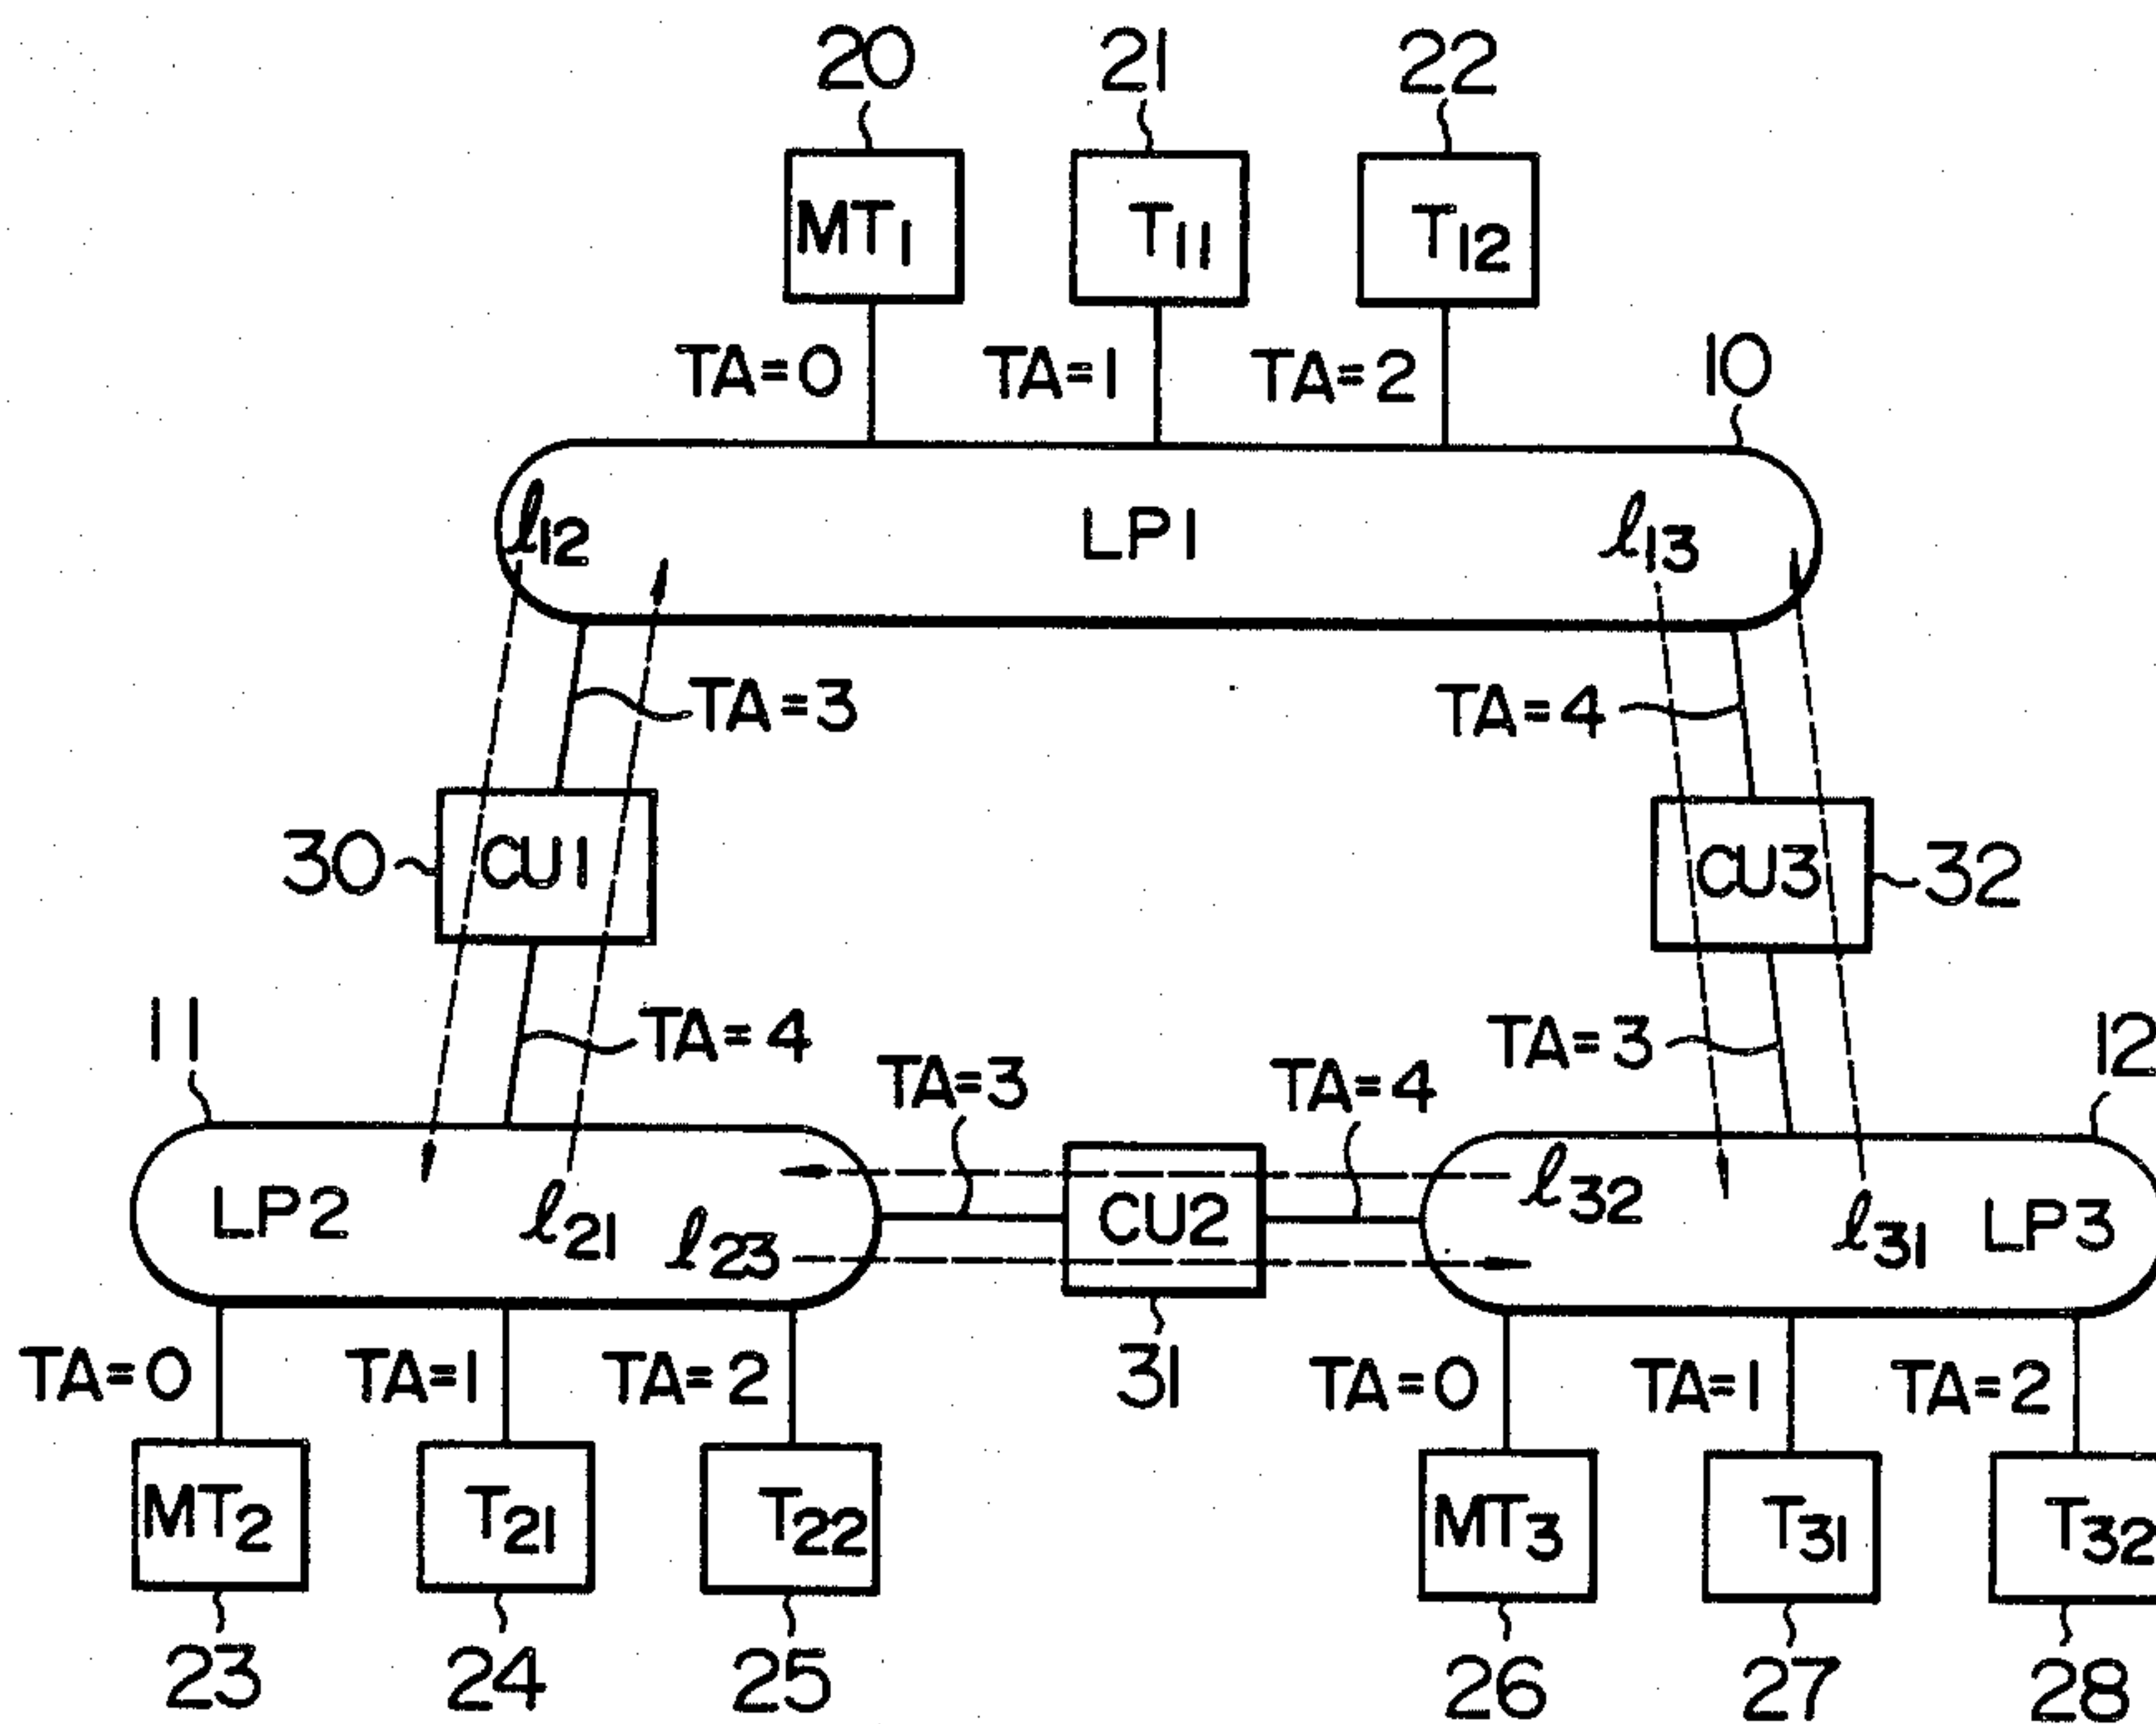 20 21 22
MT1 T11 T12
TA=0 TA=1 TA=2 10
ℓ12 LP1 ℓ13
TA=3 TA=4
30 CU1 CU3 32
11 TA=4 TA=3 TA=4 TA=3 12
LP2 ℓ21 ℓ23 CU2 ℓ32 ℓ31 LP3
31
TA=0 TA=1 TA=2 TA=0 TA=1 TA=2
MT2 T21 T22 MT3 T31 T32
23 24 25 26 27 28